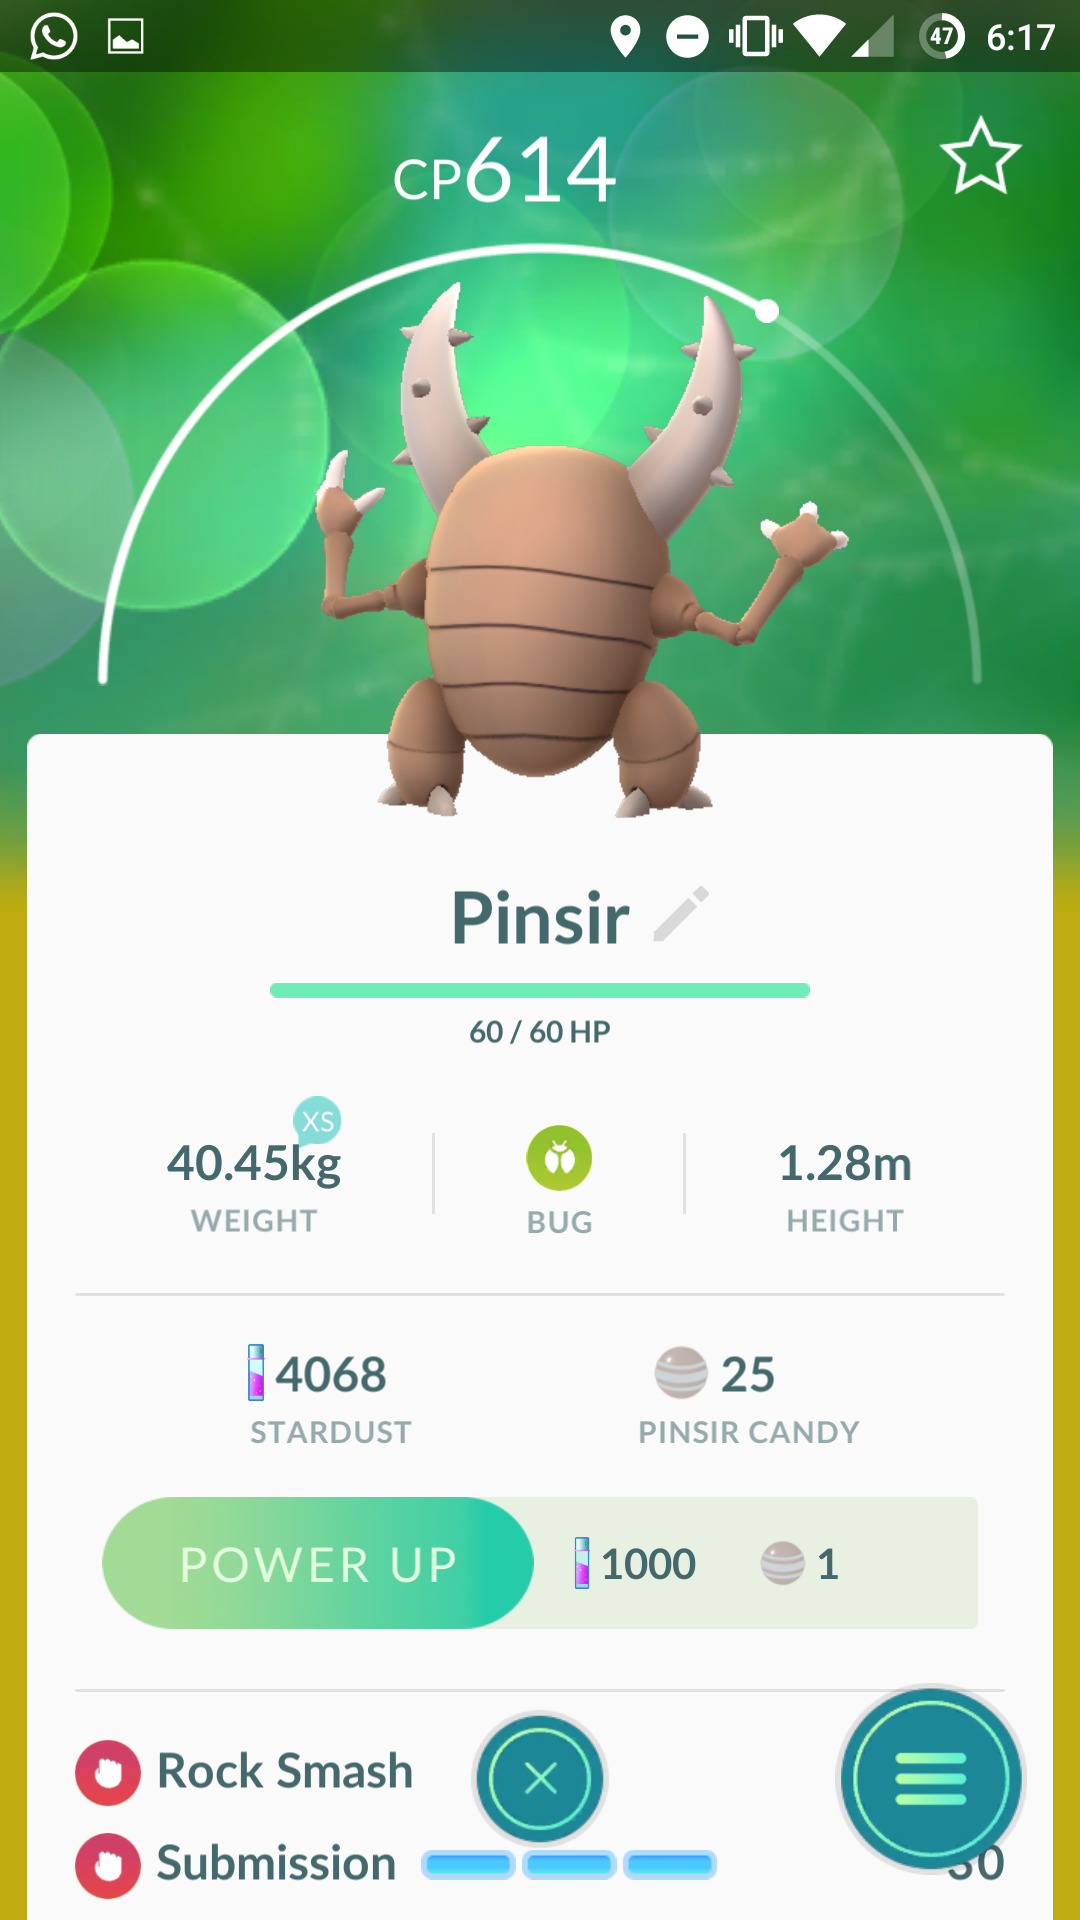 47 6:17
CP614
Pinsir
60 / 60 HP
XS
40.45kg
WEIGHT
BUG
1.28m
HEIGHT
4068
STARDUST
25
PINSIR CANDY
POWER UP 1000 1
Rock Smash
Submission 30